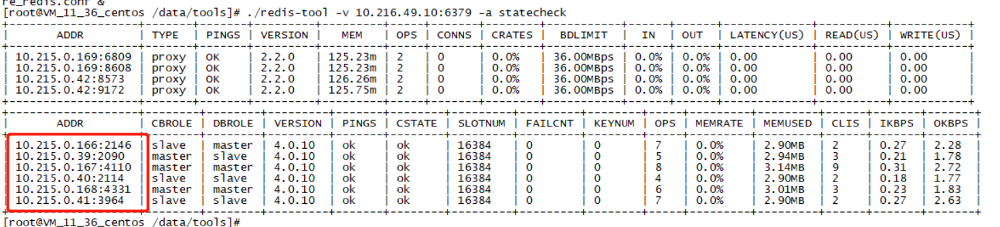 re_redis.conf &
[root@VM_11_36_centos /data/tools]# ./redis-tool -v 10.216.49.10:6379 -a statecheck
| ADDR | TYPE | PINGS | VERSION | MEM | OPS | CONNS | CRATES | BDLIMIT | IN | OUT | LATENCY(US) | READ(US) | WRITE(US) |
| 10.215.0.169:6809 | proxy | OK | 2.2.0 | 125.23m | 2 | 0 | 0.0% | 36.00MBps | 0.0% | 0.0% | 0.00 | 0.00 | 0.00 |
| 10.215.0.169:8608 | proxy | OK | 2.2.0 | 125.23m | 2 | 0 | 0.0% | 36.00MBps | 0.0% | 0.0% | 0.00 | 0.00 | 0.00 |
| 10.215.0.42:8573 | proxy | OK | 2.2.0 | 126.26m | 2 | 0 | 0.0% | 36.00MBps | 0.0% | 0.0% | 0.00 | 0.00 | 0.00 |
| 10.215.0.42:9172 | proxy | OK | 2.2.0 | 125.75m | 2 | 0 | 0.0% | 36.00MBps | 0.0% | 0.0% | 0.00 | 0.00 | 0.00 |
| ADDR | CBROLE | DBROLE | VERSION | PINGS | CSTATE | SLOTNUM | FAILCNT | KEYNUM | OPS | MEMRATE | MEMUSED | CLIS | IKBPS | OKBPS |
| 10.215.0.166:2146 | slave | master | 4.0.10 | ok | ok | 16384 | 0 | 0 | 7 | 0.0% | 2.90MB | 2 | 0.27 | 2.28 |
| 10.215.0.39:2090 | master | slave | 4.0.10 | ok | ok | 16384 | 0 | 0 | 5 | 0.0% | 2.94MB | 3 | 0.21 | 1.78 |
| 10.215.0.167:4110 | master | master | 4.0.10 | ok | ok | 16384 | 0 | 0 | 8 | 0.0% | 3.14MB | 9 | 0.31 | 2.72 |
| 10.215.0.40:2114 | slave | slave | 4.0.10 | ok | ok | 16384 | 0 | 0 | 4 | 0.0% | 2.90MB | 2 | 0.18 | 1.77 |
| 10.215.0.168:4331 | master | master | 4.0.10 | ok | ok | 16384 | 0 | 0 | 6 | 0.0% | 3.01MB | 3 | 0.23 | 1.83 |
| 10.215.0.41:3964 | slave | slave | 4.0.10 | ok | ok | 16384 | 0 | 0 | 7 | 0.0% | 2.90MB | 2 | 0.27 | 2.63 |
[root@VM_11_36_centos /data/tools]#